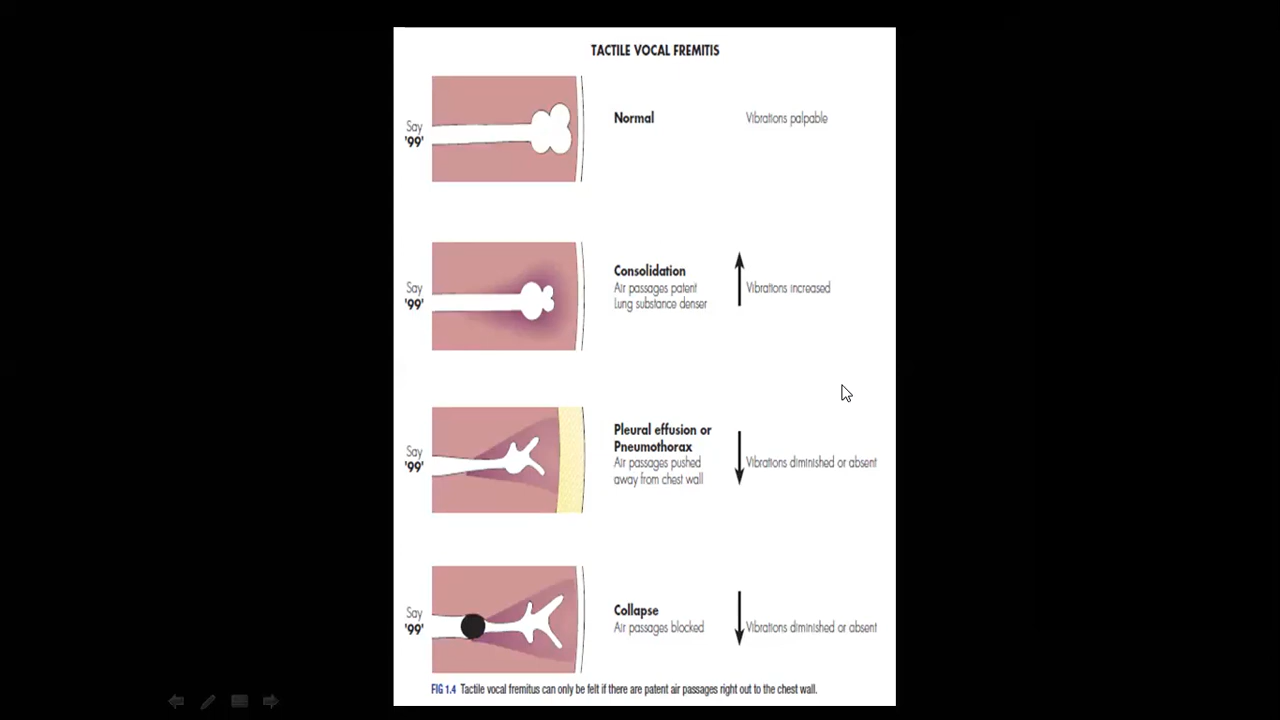 TACTILE VOCAL FREMITIS
Say
'99'
Normal
Vibrations palpable
Say
'99'
Consolidation
Air passages patent
Lung substance denser
Vibrations increased
Say
'99'
Pleural effusion or
Pneumothorax
Air passages pushed
away from chest wall
Vibrations diminished or absent
Say
'99'
Collapse
Air passages blocked
Vibrations diminished or absent
FIG 1.4 Tactile vocal fremitus can only be felt if there are patent air passages right out to the chest wall.